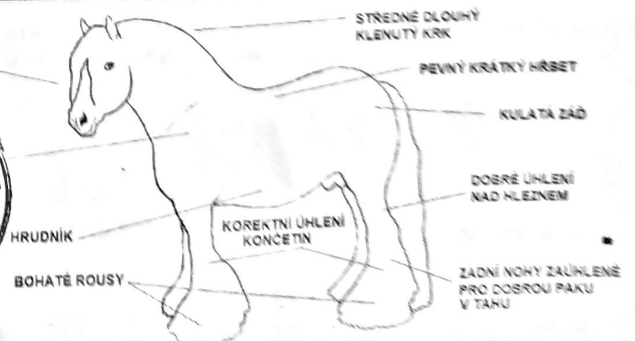 STŘEDNĚ DLOUHÝ
KLENUTÝ KRK
PEVNÝ KRÁTKÝ HŘBET
KULATÁ ZÁĎ
DOBRÉ ÚHLENÍ
NAD HLEZNEM
HRUDNÍK
KOREKTNÍ ÚHLENÍ
KONČETIN
BOHATÉ ROUSY
ZADNÍ NOHY ZAÚHLENÉ
PRO DOBROU PÁKU
V TAHU